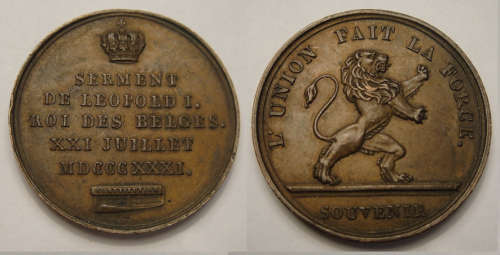 SERMENT
DE LEOPOLD I.
ROI DES BELGES.
XXI JUILLET
MDCCCXXXI.
L'UNION FAIT LA FORCE.
SOUVENIR